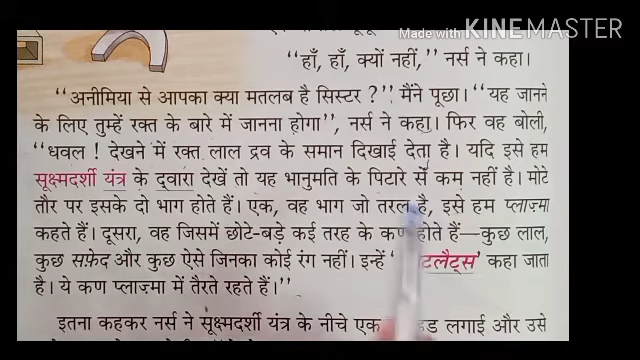 Made with KINEMASTER
“हाँ, हाँ, क्यों नहीं,” नर्स ने कहा।
“अनीमिया से आपका क्या मतलब है सिस्टर ?” मैंने पूछा। “यह जानने
के लिए तुम्हें रक्त के बारे में जानना होगा”, नर्स ने कहा। फिर वह बोली,
“धवल ! देखने में रक्त लाल द्रव के समान दिखाई देता है। यदि इसे हम
सूक्ष्मदर्शी यंत्र के द्वारा देखें तो यह भानुमति के पिटारे से कम नहीं है। मोटे
तौर पर इसके दो भाग होते हैं। एक, वह भाग जो तरल है, इसे हम प्लाज़्मा
कहते हैं। दूसरा, वह जिसमें छोटे-बड़े कई तरह के कण होते हैं—कुछ लाल,
कुछ सफ़ेद और कुछ ऐसे जिनका कोई रंग नहीं। इन्हें कहा जाता
है। ये कण प्लाज़्मा में तैरते रहते हैं।”
इतना कहकर नर्स ने सूक्ष्मदर्शी यंत्र के नीचे एक लगाई और उसे